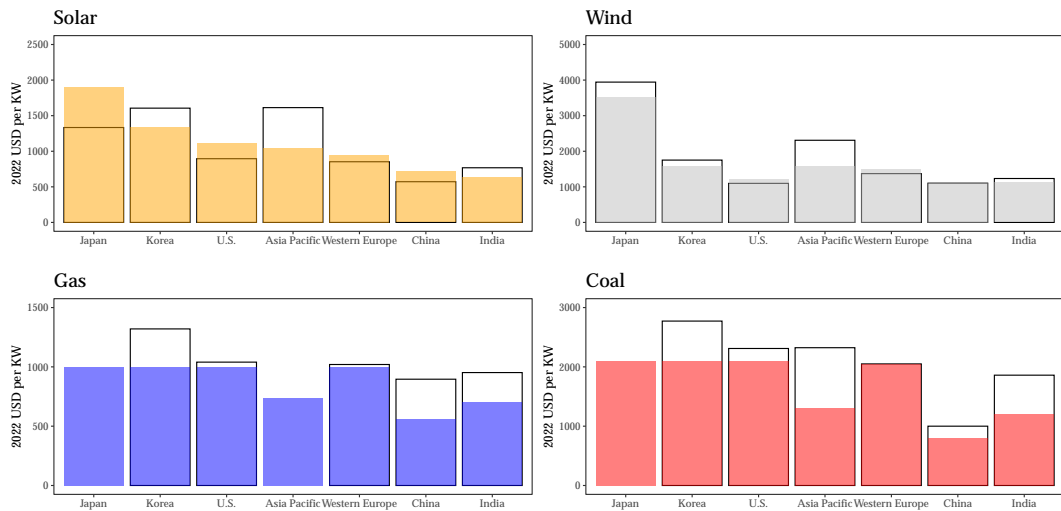 Solar
2022 USD per KW
2500
2000
1500
1000
500
0
Japan Korea U.S. Asia Pacific Western Europe China India
Wind
2022 USD per KW
5000
4000
3000
2000
1000
0
Japan Korea U.S. Asia Pacific Western Europe China India
Gas
2022 USD per KW
1500
1000
500
0
Japan Korea U.S. Asia Pacific Western Europe China India
Coal
2022 USD per KW
3000
2000
1000
0
Japan Korea U.S. Asia Pacific Western Europe China India